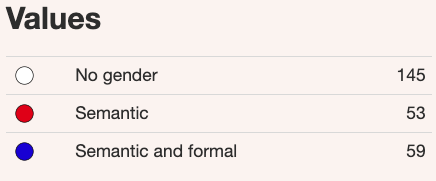 Values
No gender 145
Semantic 53
Semantic and formal 59